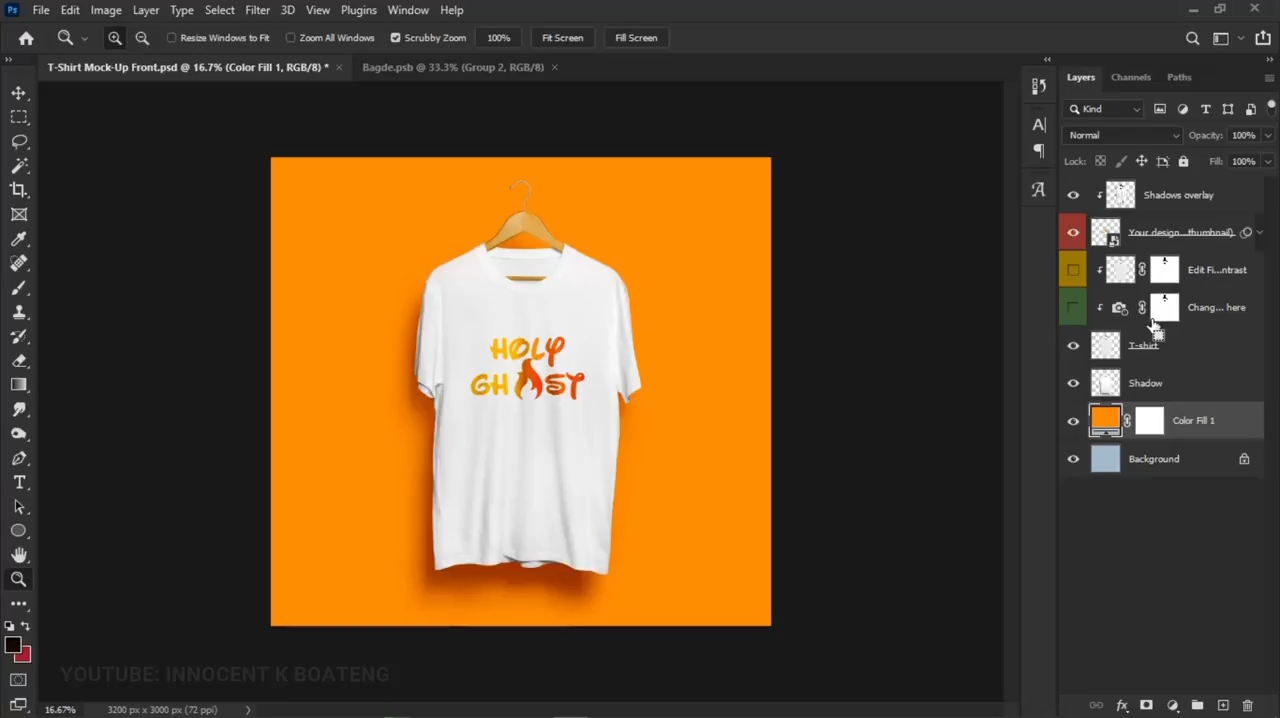 Ps File Edit Image Layer Type Select Filter 3D View Plugins Window Help
Resize Windows to Fit Zoom All Windows Scrubby Zoom 100% Fit Screen Fill Screen
T-Shirt Mock-Up Front.psd @ 16.7% (Color Fill 1, RGB/8) * × Bagde.psb @ 33.3% (Group 2, RGB/8) ×
Layers Channels Paths
Kind
Normal Opacity: 100%
Lock: Fill: 100%
Shadows overlay
Your design...thumbnail)
Edit Fi...ntrast
Chang... here
T-shirt
Shadow
Color Fill 1
Background
HOLY
GHOST
YOUTUBE: INNOCENT K BOATENG
16.67% 3200 px x 3000 px (72 ppi)